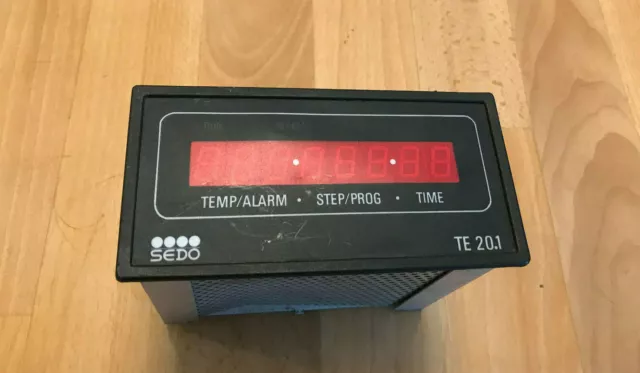 TEMP/ALARM · STEP/PROG · TIME
SEDO
TE 20.1